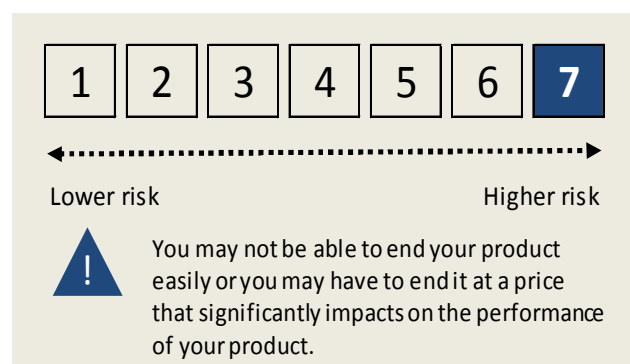 1 2 3 4 5 6 7
Lower risk Higher risk
!
You may not be able to end your product
easily or you may have to end it at a price
that significantly impacts on the performance
of your product.